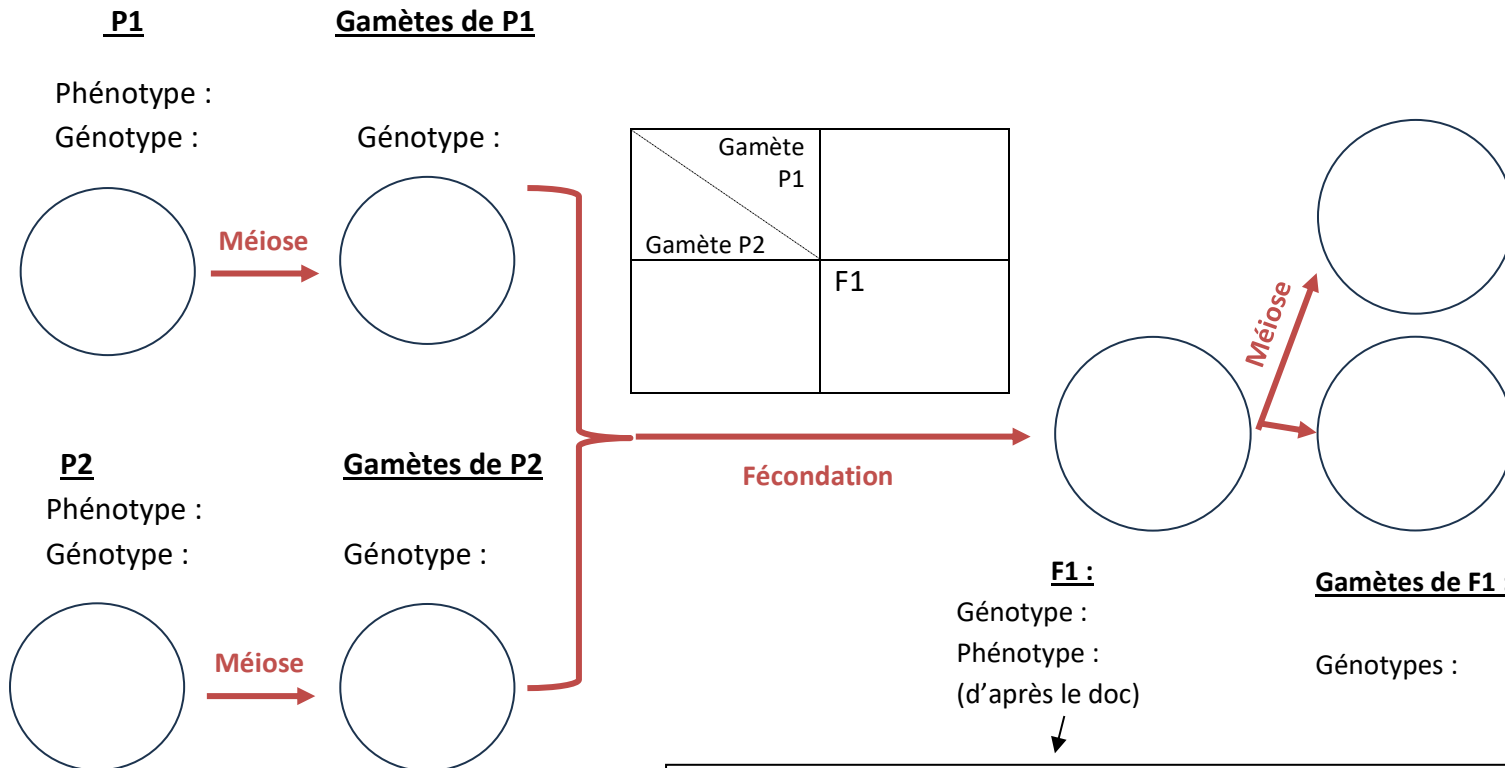 P1
Gamètes de P1
Phénotype :
Génotype :
Génotype :
Méiose
Gamète
P1
Gamète P2
F1
Méiose
P2
Gamètes de P2
Phénotype :
Génotype :
Génotype :
Méiose
Fécondation
F1 :
Génotype :
Phénotype :
(d’après le doc)
Gamètes de F1 :
Génotypes :